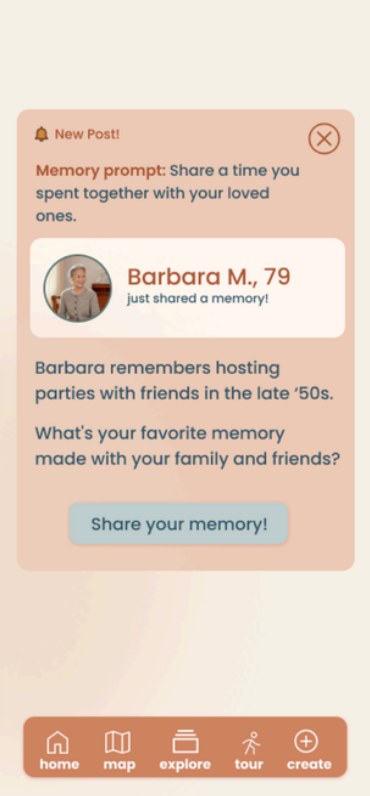 New Post!
Memory prompt: Share a time you
spent together with your loved
ones.
Barbara M., 79
just shared a memory!
Barbara remembers hosting
parties with friends in the late ‘50s.
What's your favorite memory
made with your family and friends?
Share your memory!
home map explore tour create